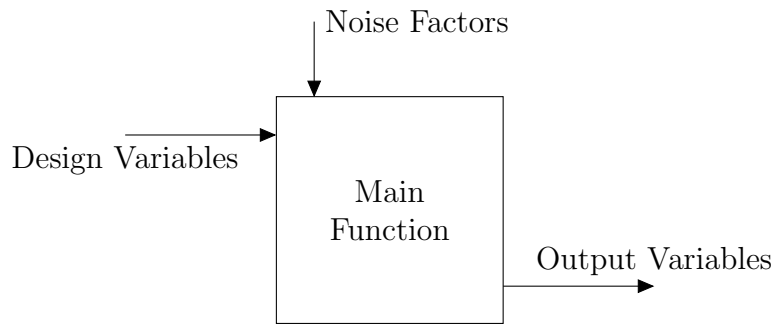 Noise Factors
Design Variables
Main
Function
Output Variables